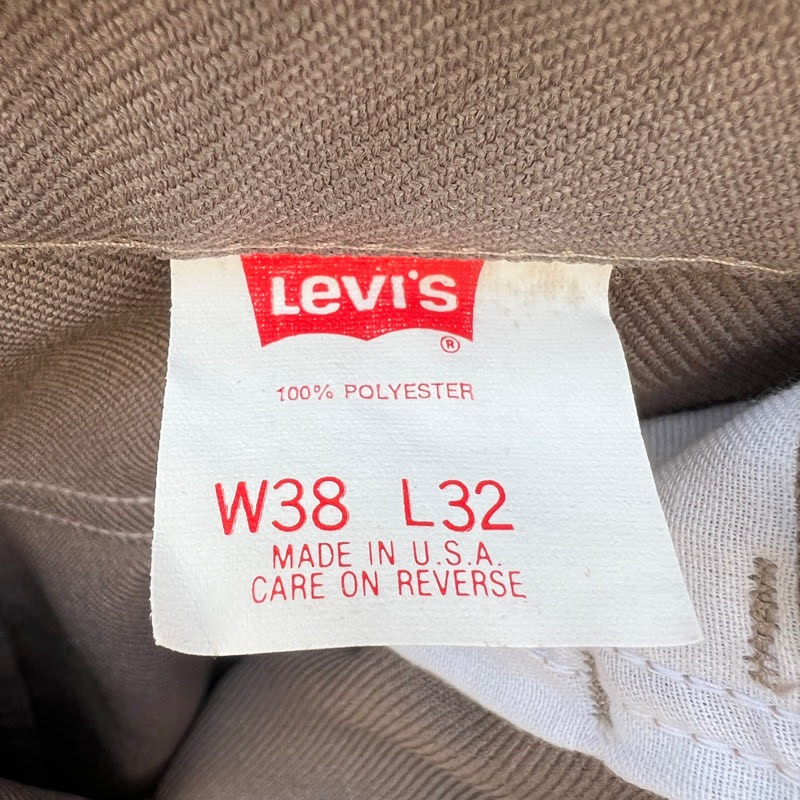 Levi's
®
100% POLYESTER
W38 L32
MADE IN U.S.A.
CARE ON REVERSE